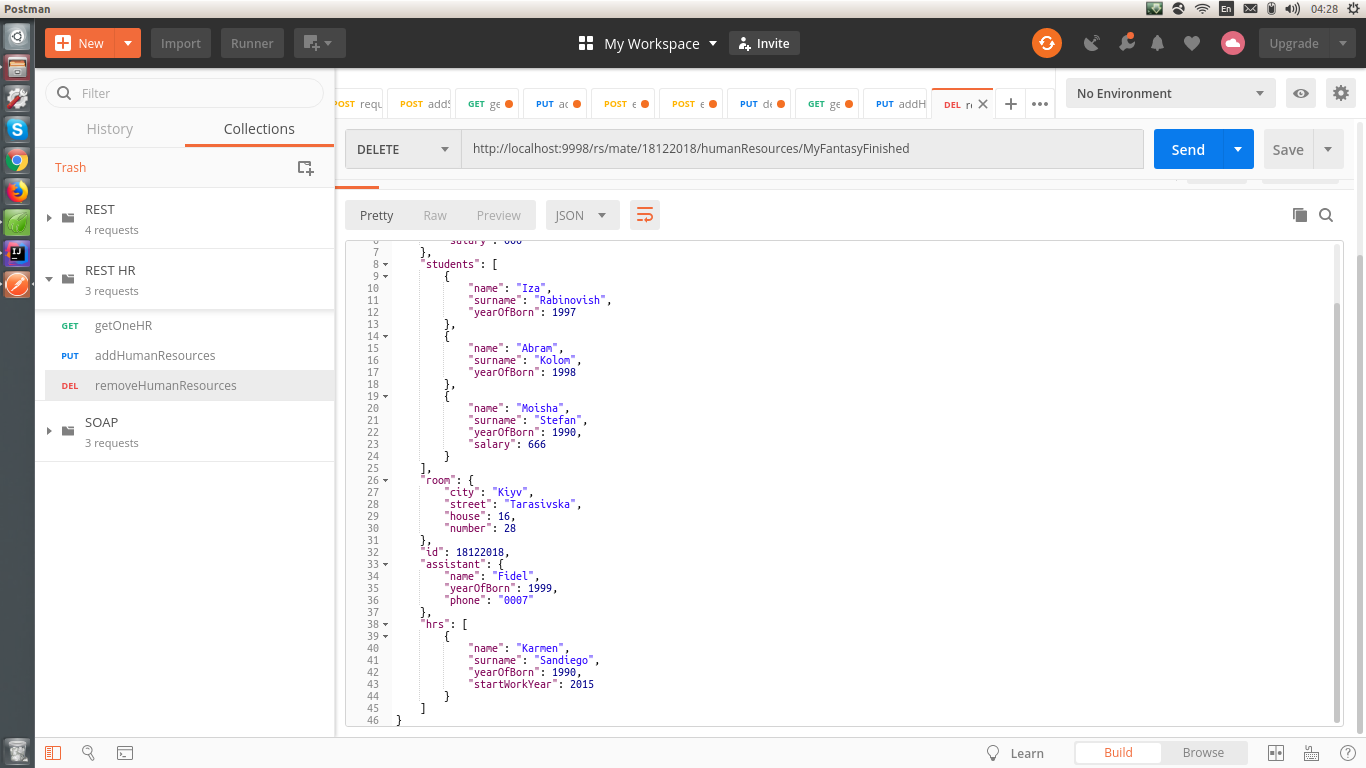 Postman
En
04:28
New
Import
Runner
My Workspace
Invite
Upgrade
Filter
History
Collections
Trash
REST
4 requests
REST HR
3 requests
GET getOneHR
PUT addHumanResources
DEL removeHumanResources
SOAP
3 requests
POST requ
POST addS
GET ge
PUT ac
POST e
POST e
PUT de
GET ge
PUT addH
DEL re
No Environment
DELETE
http://localhost:9998/rs/mate/18122018/humanResources/MyFantasyFinished
Send
Save
Pretty
Raw
Preview
JSON
6 "salary": 666
7 },
8 "students": [
9 {
10 "name": "Iza",
11 "surname": "Rabinovish",
12 "yearOfBorn": 1997
13 },
14 {
15 "name": "Abram",
16 "surname": "Kolom",
17 "yearOfBorn": 1998
18 },
19 {
20 "name": "Moisha",
21 "surname": "Stefan",
22 "yearOfBorn": 1990,
23 "salary": 666
24 }
25 ],
26 "room": {
27 "city": "Kiyv",
28 "street": "Tarasivska",
29 "house": 16,
30 "number": 28
31 },
32 "id": 18122018,
33 "assistant": {
34 "name": "Fidel",
35 "yearOfBorn": 1999,
36 "phone": "0007"
37 },
38 "hrs": [
39 {
40 "name": "Karmen",
41 "surname": "Sandiego",
42 "yearOfBorn": 1990,
43 "startWorkYear": 2015
44 }
45 ]
46 }
Learn
Build
Browse